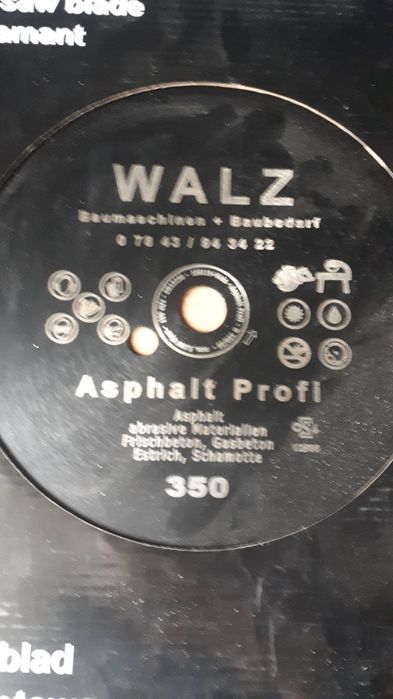 saw blade
amant
WALZ
Baumaschinen + Baubedarf
0 78 43 / 94 34 22
Asphalt Profi
Asphalt
abrasive Materialien
Frischbeton, Gasbeton
Estrich, Schamotte
350
blad